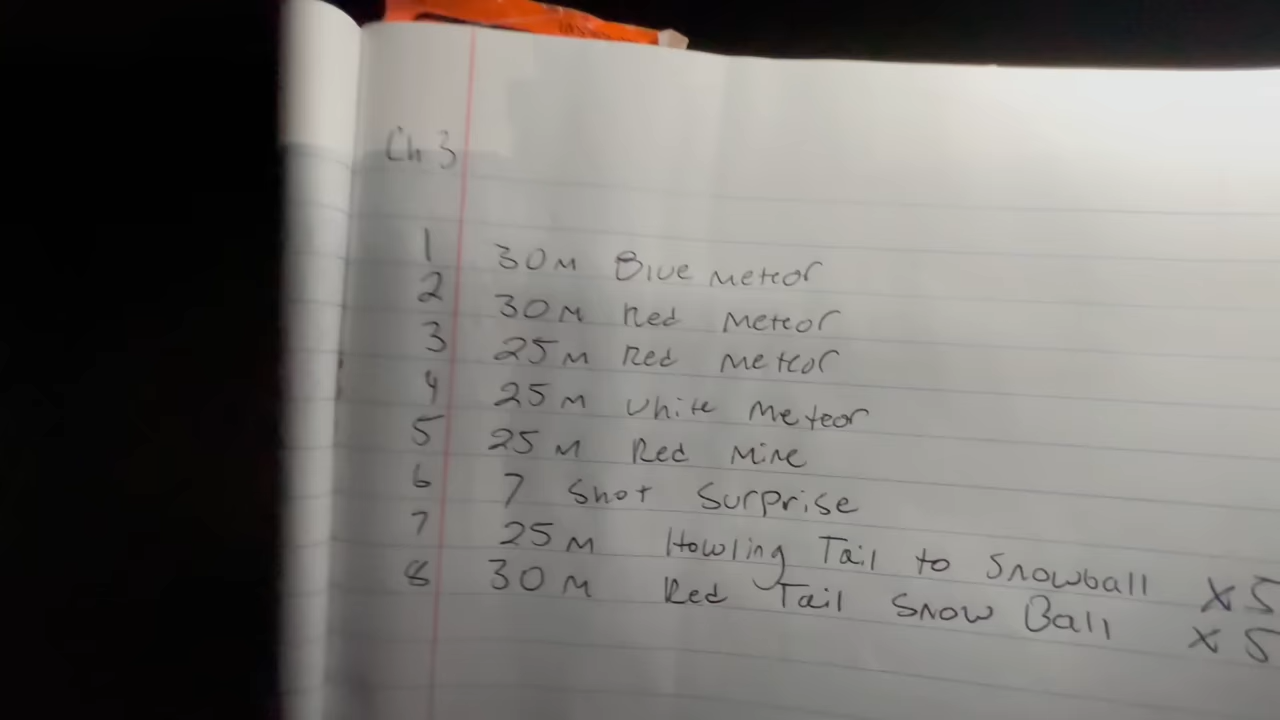 Ch 3
1 30M Blue Meteor
2 30M Red Meteor
3 25M Red Meteor
4 25M White Meteor
5 25M Red Mine
6 7 Shot Surprise
7 25M Howling Tail to Snowball X5
8 30M Red Tail Snow Ball X5